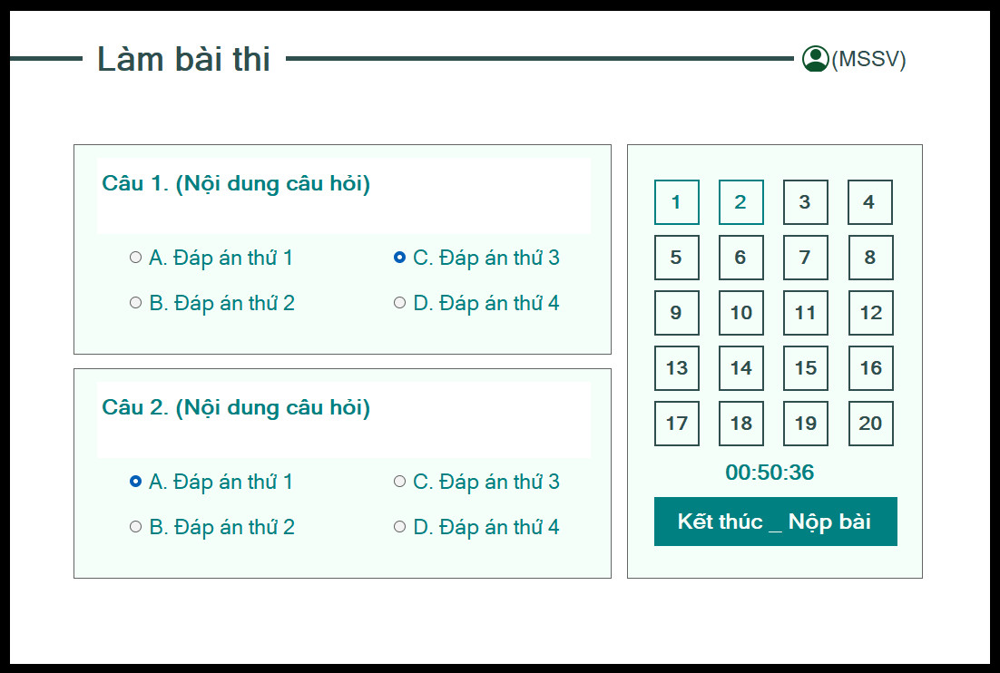 Làm bài thi
(MSSV)
Câu 1. (Nội dung câu hỏi)
A. Đáp án thứ 1
C. Đáp án thứ 3
B. Đáp án thứ 2
D. Đáp án thứ 4
Câu 2. (Nội dung câu hỏi)
A. Đáp án thứ 1
C. Đáp án thứ 3
B. Đáp án thứ 2
D. Đáp án thứ 4
1 2 3 4
5 6 7 8
9 10 11 12
13 14 15 16
17 18 19 20
00:50:36
Kết thúc _ Nộp bài